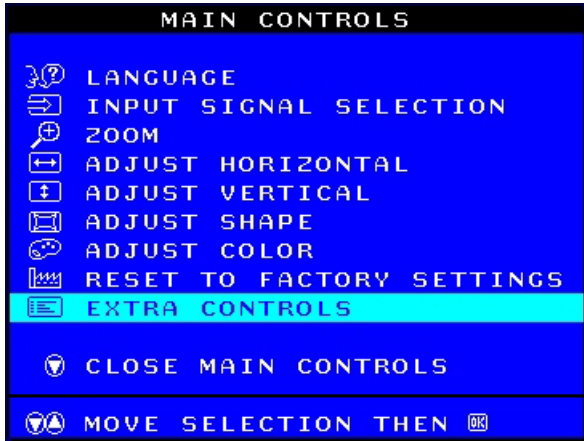 MAIN CONTROLS
LANGUAGE
INPUT SIGNAL SELECTION
ZOOM
ADJUST HORIZONTAL
ADJUST VERTICAL
ADJUST SHAPE
ADJUST COLOR
RESET TO FACTORY SETTINGS
EXTRA CONTROLS
CLOSE MAIN CONTROLS
MOVE SELECTION THEN OK